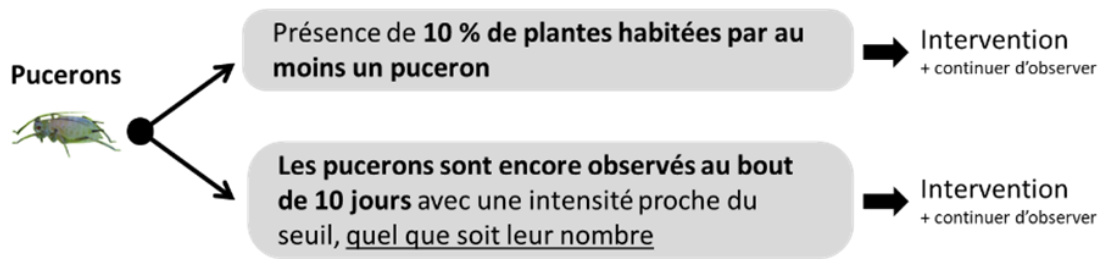 Pucerons
Présence de 10 % de plantes habitées par au
moins un puceron
Intervention
+ continuer d'observer
Les pucerons sont encore observés au bout
de 10 jours avec une intensité proche du
seuil, quel que soit leur nombre
Intervention
+ continuer d'observer